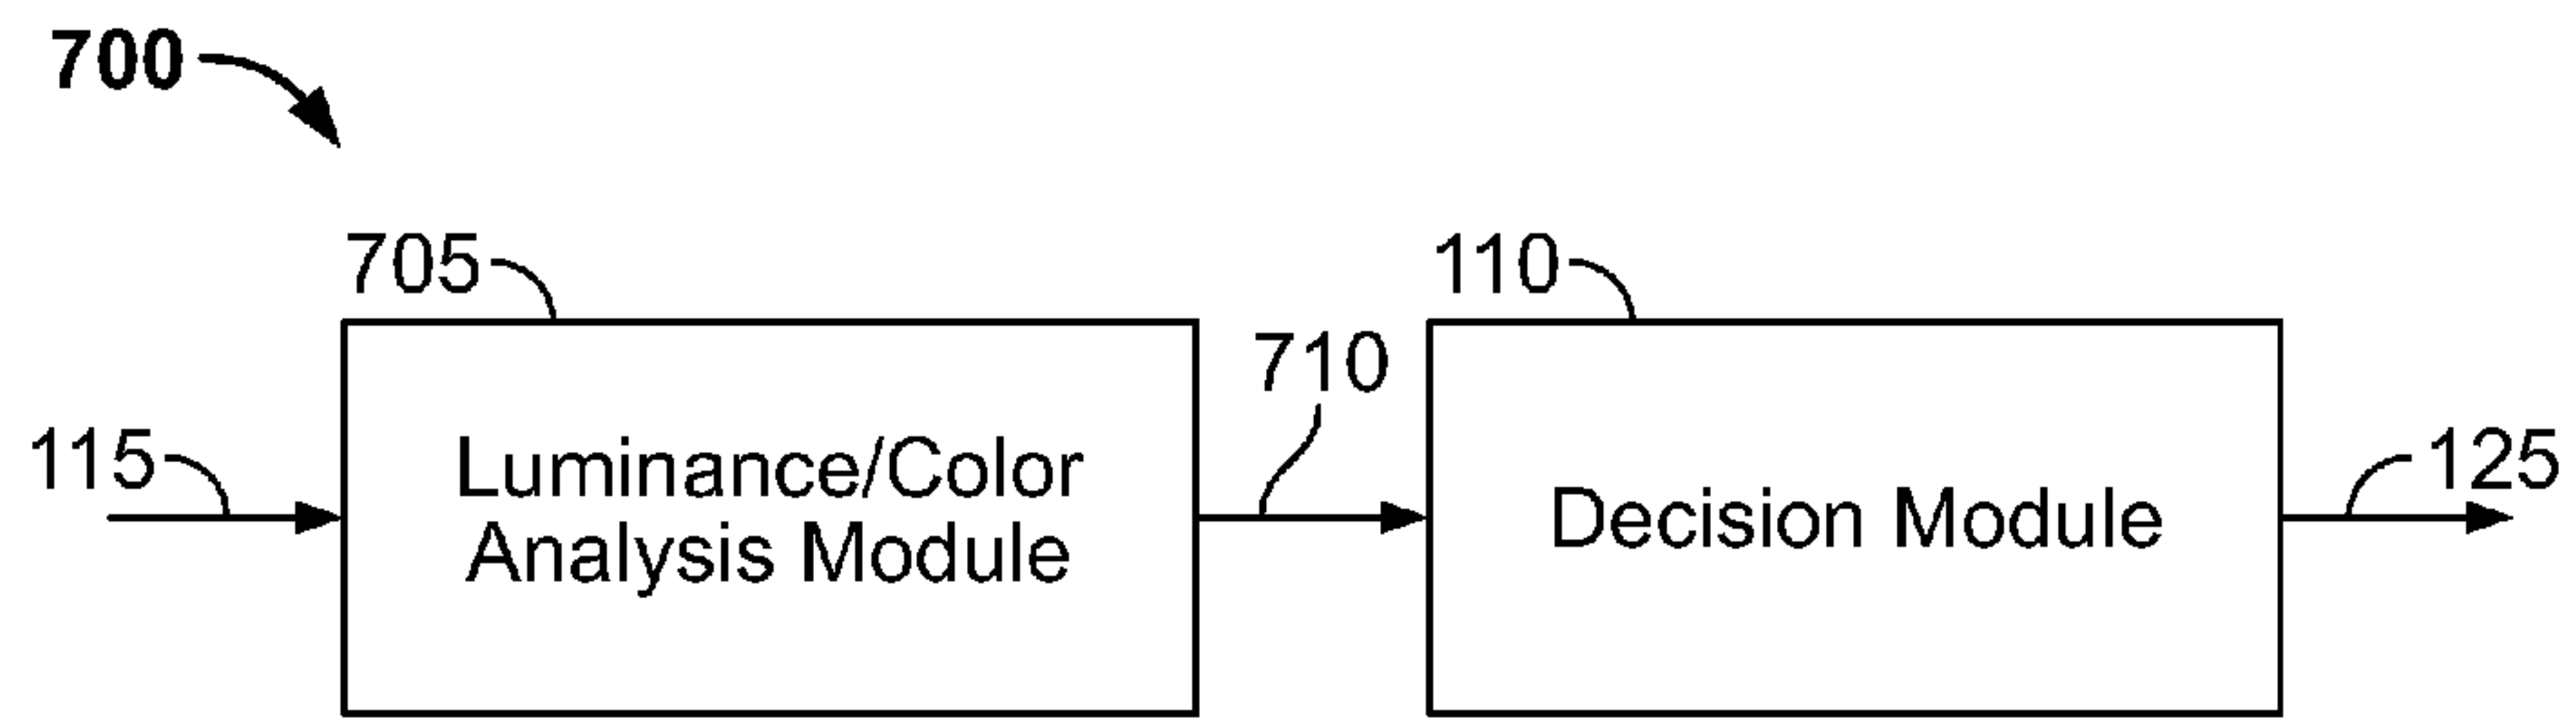 700
705
110
710
115
Luminance/Color
Analysis Module
Decision Module
125